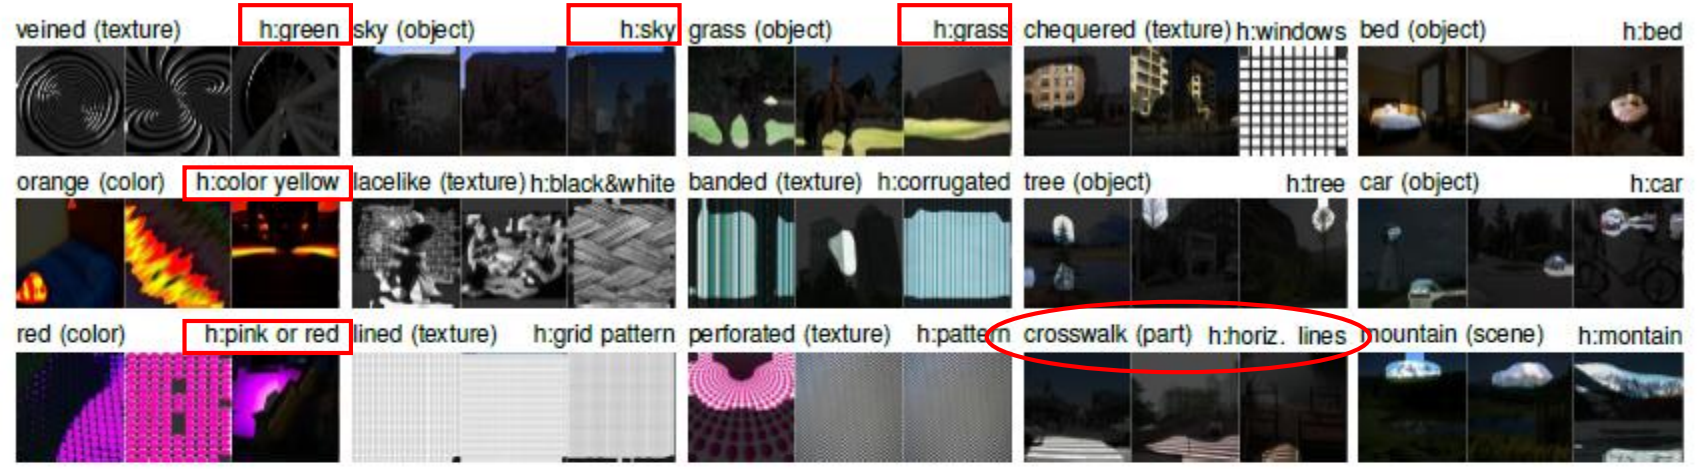 veined (texture) h:green sky (object) h:sky grass (object) h:grass chequered (texture) h:windows bed (object) h:bed
orange (color) h:color yellow lacelike (texture) h:black&white banded (texture) h:corrugated tree (object) h:tree car (object) h:car
red (color) h:pink or red lined (texture) h:grid pattern perforated (texture) h:pattern crosswalk (part) h:horiz. lines mountain (scene) h:montain